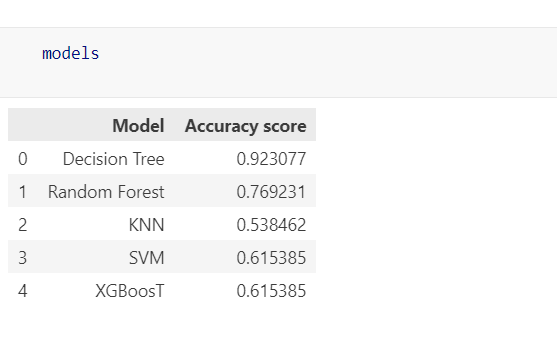 models
Model Accuracy score
0 Decision Tree 0.923077
1 Random Forest 0.769231
2 KNN 0.538462
3 SVM 0.615385
4 XGBoosT 0.615385